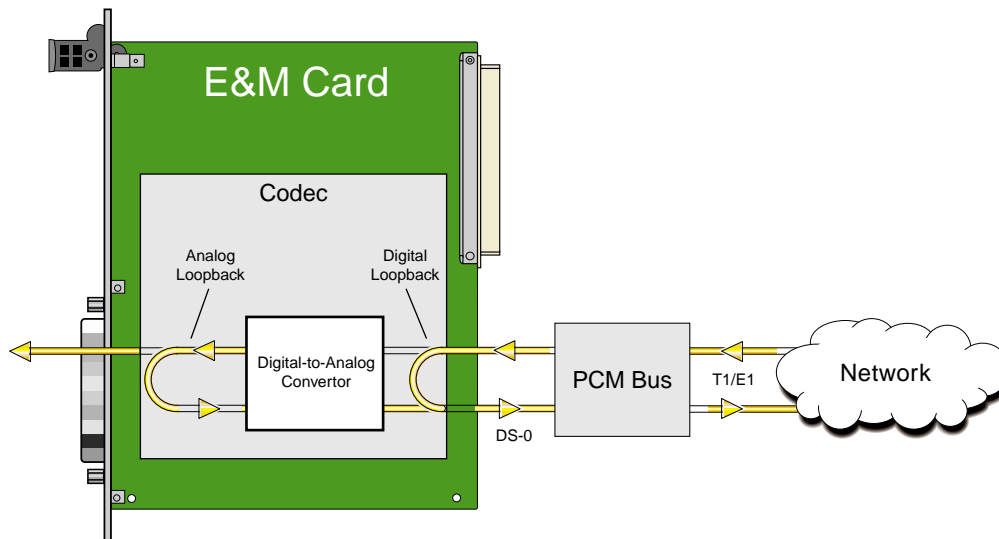 E&M Card
Codec
Analog
Loopback
Digital
Loopback
Digital-to-Analog
Convertor
PCM Bus
DS-0
T1/E1
Network